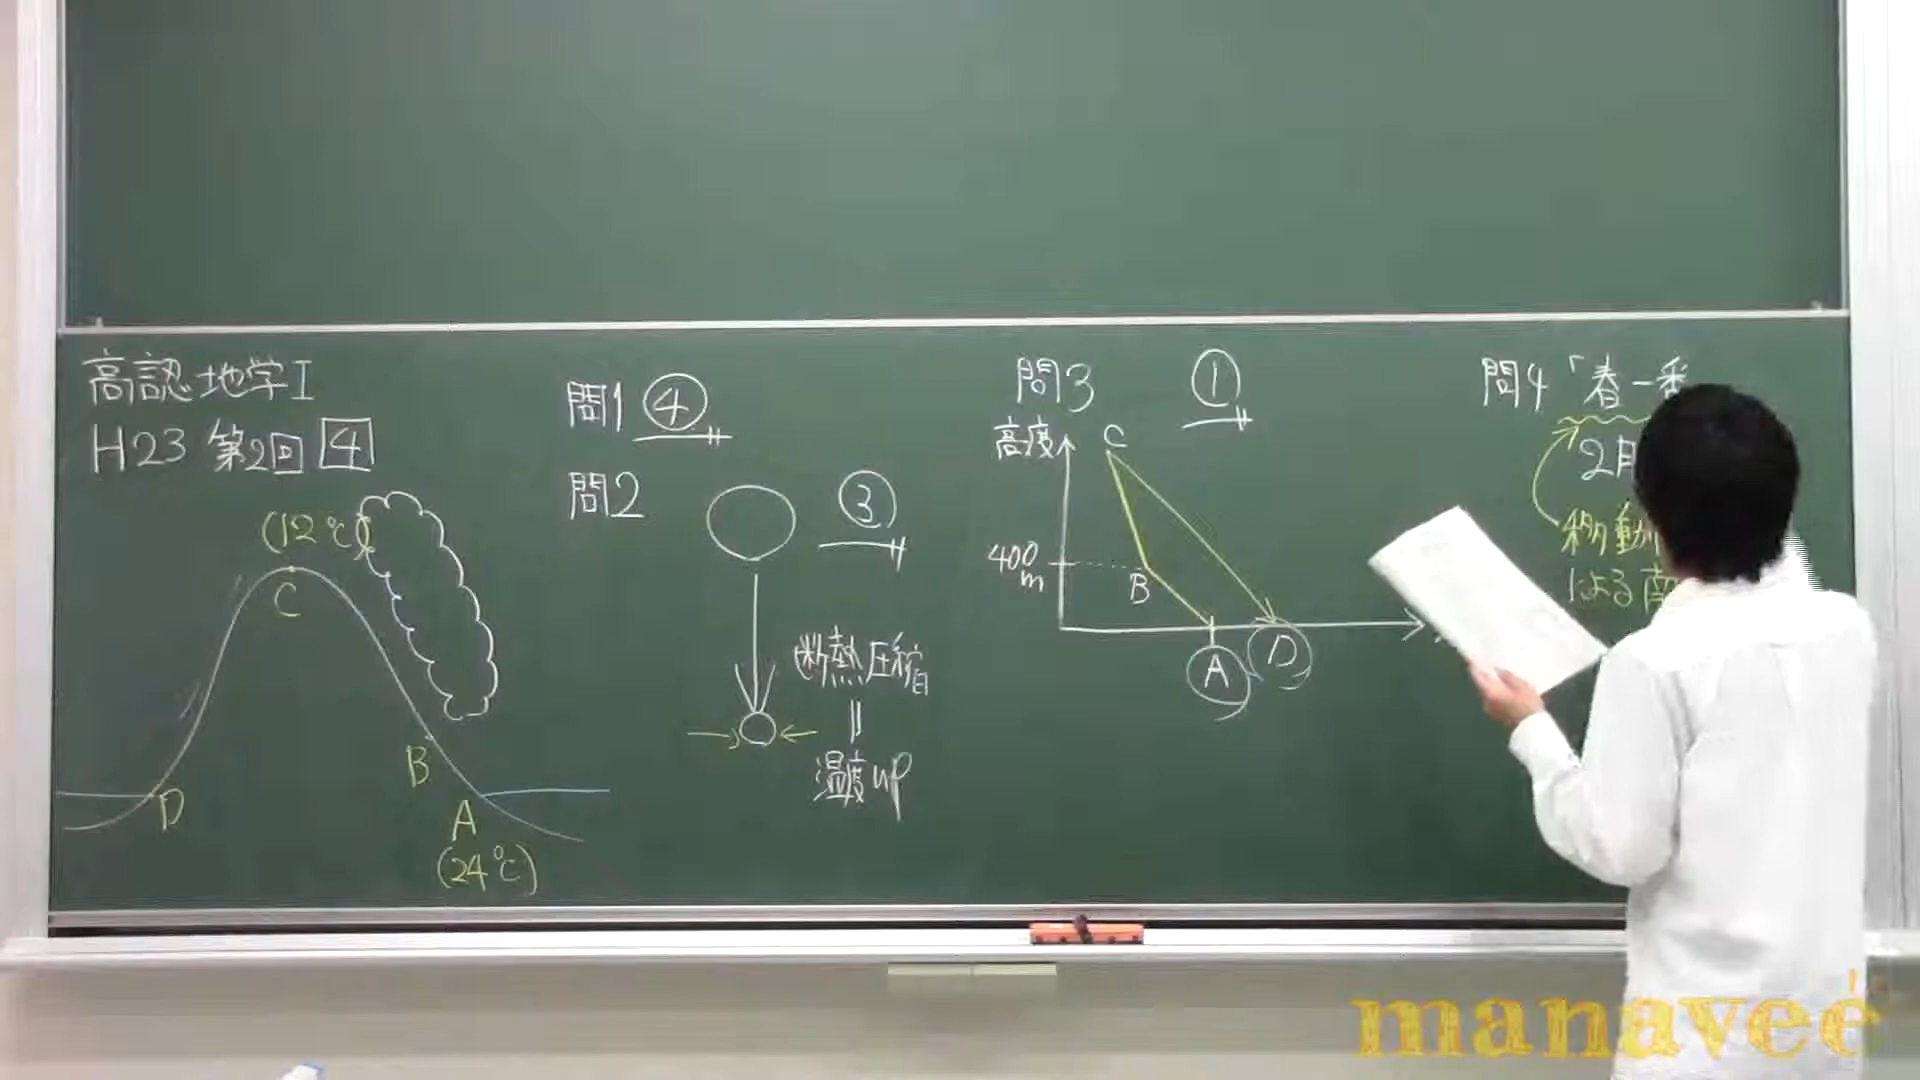 高認 地学I
H23 第2回 4
(12℃)
C
B
D
A
(24℃)
問1 ④
問2 ③
断熱圧縮
||
温度up
問3 ①
高度
C
400
m
B
A D
問4 「春一番
2月
移動
による南
manavee